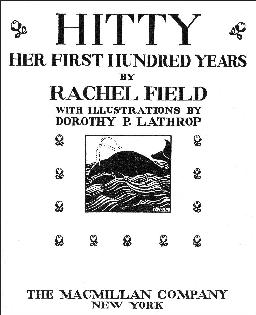 HITTY
HER FIRST HUNDRED YEARS
BY
RACHEL FIELD
WITH ILLUSTRATIONS BY
DOROTHY P. LATHROP
THE MACMILLAN COMPANY
NEW YORK